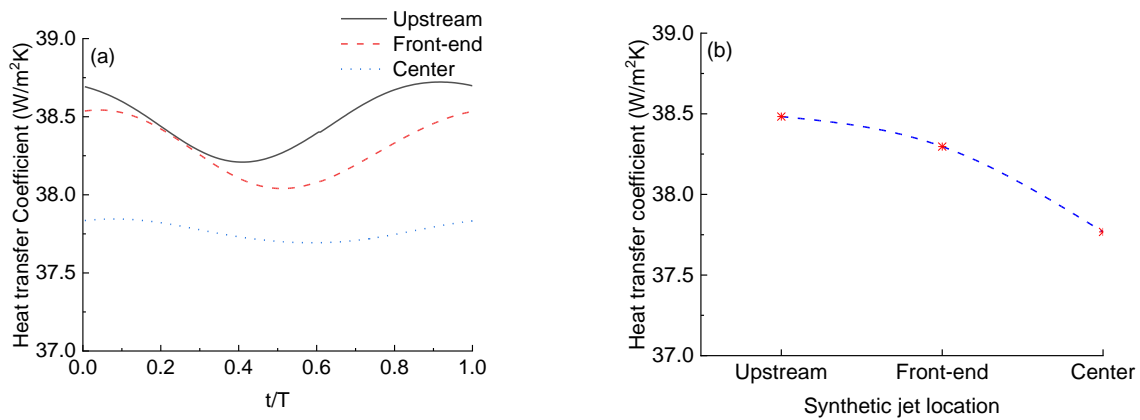 (a)
Upstream
Front-end
Center
Heat transfer Coefficient (W/m²K)
39.0
38.5
38.0
37.5
37.0
0.0 0.2 0.4 0.6 0.8 1.0
t/T
(b)
Heat transfer coefficient (W/m²K)
39.0
38.5
38.0
37.5
37.0
Upstream Front-end Center
Synthetic jet location